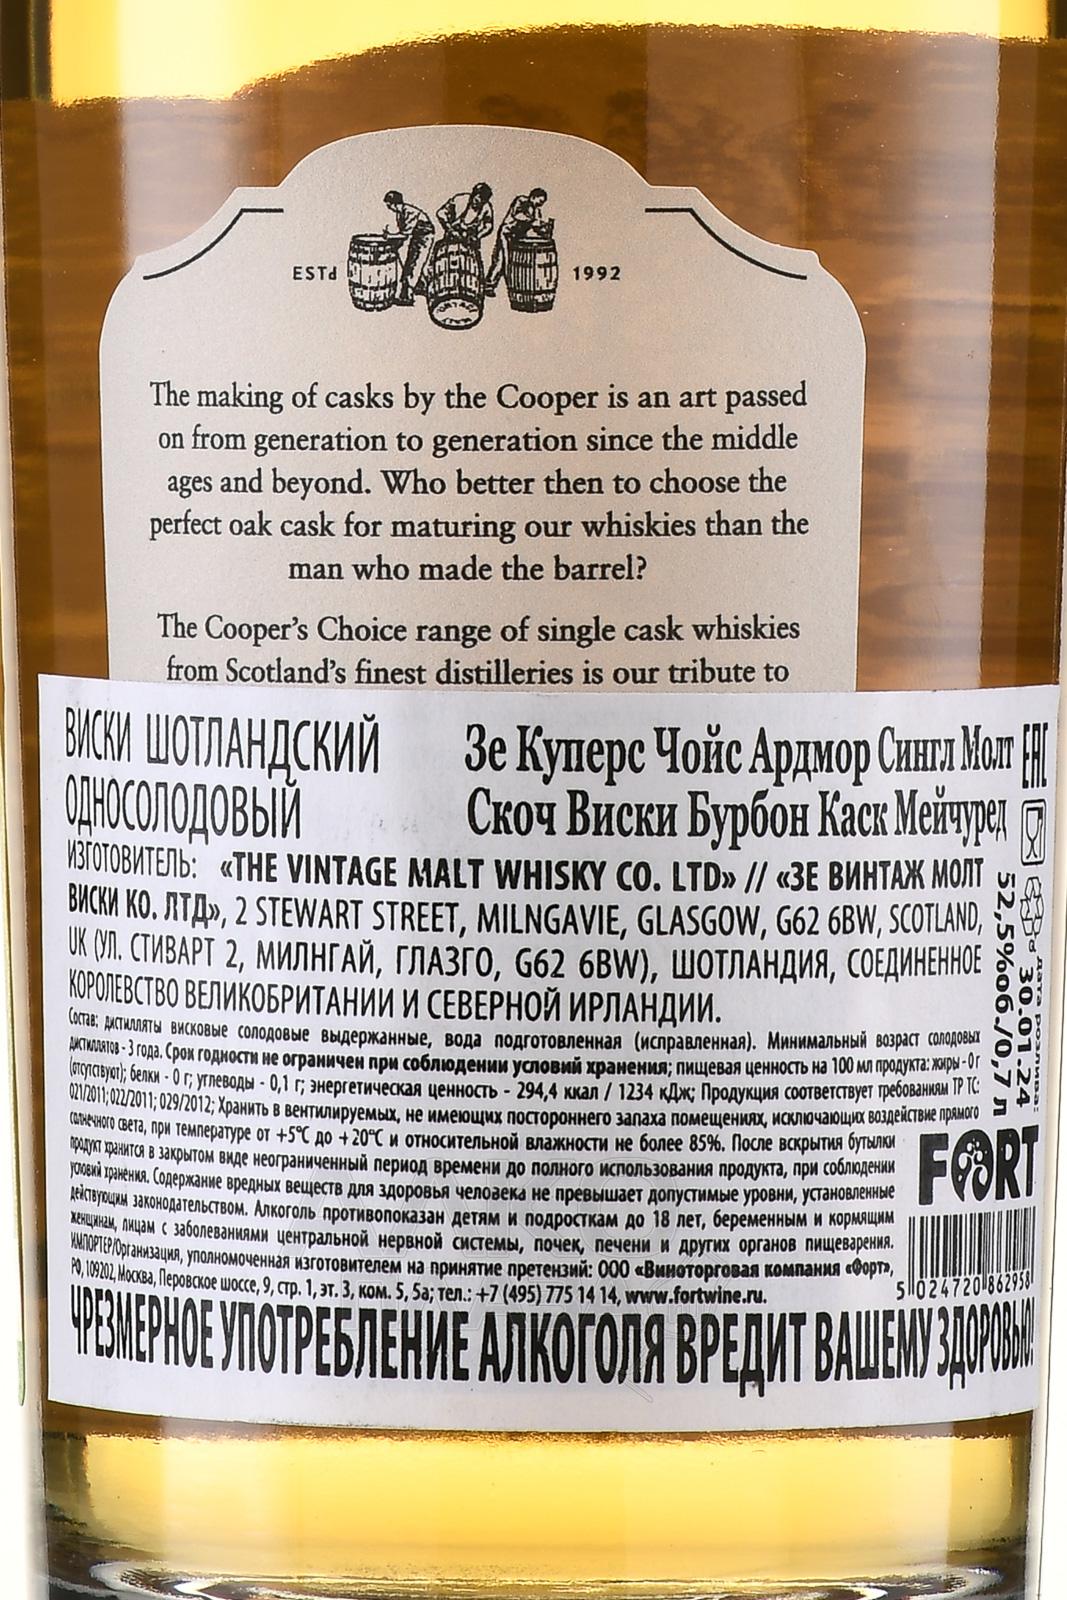 ESTd 1992
The making of casks by the Cooper is an art passed
on from generation to generation since the middle
ages and beyond. Who better then to choose the
perfect oak cask for maturing our whiskies than the
man who made the barrel?
The Cooper's Choice range of single cask whiskies
from Scotland's finest distilleries is our tribute to
ВИСКИ ШОТЛАНДСКИЙ
ОДНОСОЛОДОВЫЙ
Зе Куперс Чойс Ардмор Сингл Молт
Скоч Виски Бурбон Каск Мейчуред
ИЗГОТОВИТЕЛЬ: «THE VINTAGE MALT WHISKY CO. LTD» // «ЗЕ ВИНТАЖ МОЛТ
ВИСКИ КО. ЛТД», 2 STEWART STREET, MILNGAVIE, GLASGOW, G62 6BW, SCOTLAND,
UK (УЛ. СТИВАРТ 2, МИЛНГАЙ, ГЛАЗГО, G62 6BW), ШОТЛАНДИЯ, СОЕДИНЕННОЕ
КОРОЛЕВСТВО ВЕЛИКОБРИТАНИИ И СЕВЕРНОЙ ИРЛАНДИИ.
Состав: дистилляты висковые солодовые выдержанные, вода подготовленная (исправленная). Минимальный возраст солодовых
дистиллятов - 3 года. Срок годности не ограничен при соблюдении условий хранения; пищевая ценность на 100 мл продукта: жиры - 0 г
(отсутствуют); белки - 0 г; углеводы - 0,1 г; энергетическая ценность - 294,4 ккал / 1234 кДж; Продукция соответствует требованиям ТР ТС:
021/2011; 022/2011; 029/2012; Хранить в вентилируемых, не имеющих постороннего запаха помещениях, исключающих воздействие прямого
солнечного света, при температуре от +5°C до +20°C и относительной влажности не более 85%. После вскрытия бутылки
продукт хранится в закрытом виде неограниченный период времени до полного использования продукта, при соблюдении
условий хранения. Содержание вредных веществ для здоровья человека не превышает допустимые уровни, установленные
действующим законодательством. Алкоголь противопоказан детям и подросткам до 18 лет, беременным и кормящим
женщинам, лицам с заболеваниями центральной нервной системы, почек, печени и других органов пищеварения.
ИМПОРТЕР/Организация, уполномоченная изготовителем на принятие претензий: ООО «Виноторговая компания «Форт»,
РФ, 109202, Москва, Перовское шоссе, 9, стр. 1, эт. 3, ком. 5, 5а; тел.: +7 (495) 775 14 14, www.fortwine.ru.
ЧРЕЗМЕРНОЕ УПОТРЕБЛЕНИЕ АЛКОГОЛЯ ВРЕДИТ ВАШЕМУ ЗДОРОВЬЮ!
EAC
52,5%об./0,7 л
дата розлива:
30.01.24
FORT
5 024720 862958